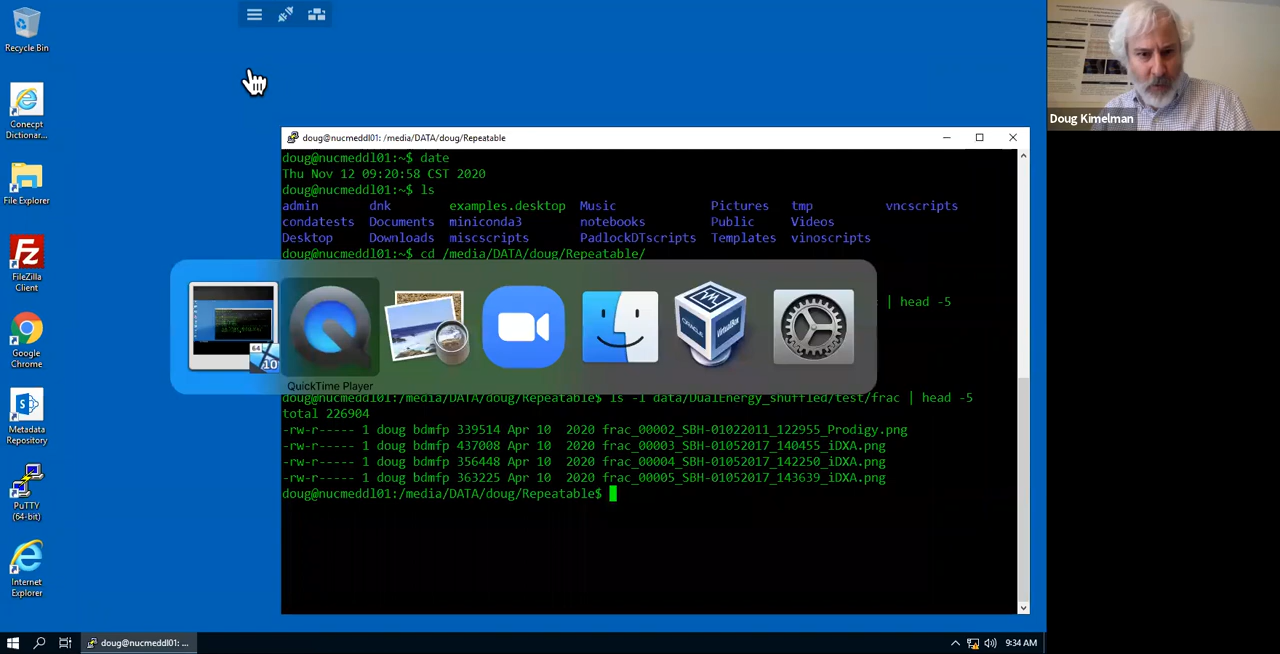 Recycle Bin
Conecpt
Dictionar...
File Explorer
FileZilla
Client
Google
Chrome
Metadata
Repository
PuTTY
(64-bit)
Internet
Explorer
doug@nucmeddl01: /media/DATA/doug/Repeatable
doug@nucmeddl01:~$ date
Thu Nov 12 09:20:58 CST 2020
doug@nucmeddl01:~$ ls
admin dnk examples.desktop Music Pictures tmp vncscripts
condatests Documents miniconda3 notebooks Public Videos
Desktop Downloads miscscripts PadlockDTscripts Templates vinoscripts
doug@nucmeddl01:~$ cd /media/DATA/doug/Repeatable/
| head -5
64
10
VirtualBox
QuickTime Player
doug@nucmeddl01:/media/DATA/doug/Repeatable$ ls -l data/DualEnergy_shuffled/test/frac | head -5
total 226904
-rw-r----- 1 doug bdmfp 339514 Apr 10 2020 frac_00002_SBH-01022011_122955_Prodigy.png
-rw-r----- 1 doug bdmfp 437008 Apr 10 2020 frac_00003_SBH-01052017_140455_iDXA.png
-rw-r----- 1 doug bdmfp 356448 Apr 10 2020 frac_00004_SBH-01052017_142250_iDXA.png
-rw-r----- 1 doug bdmfp 363225 Apr 10 2020 frac_00005_SBH-01052017_143639_iDXA.png
doug@nucmeddl01:/media/DATA/doug/Repeatable$
doug@nucmeddl01: ...
9:34 AM
Doug Kimelman